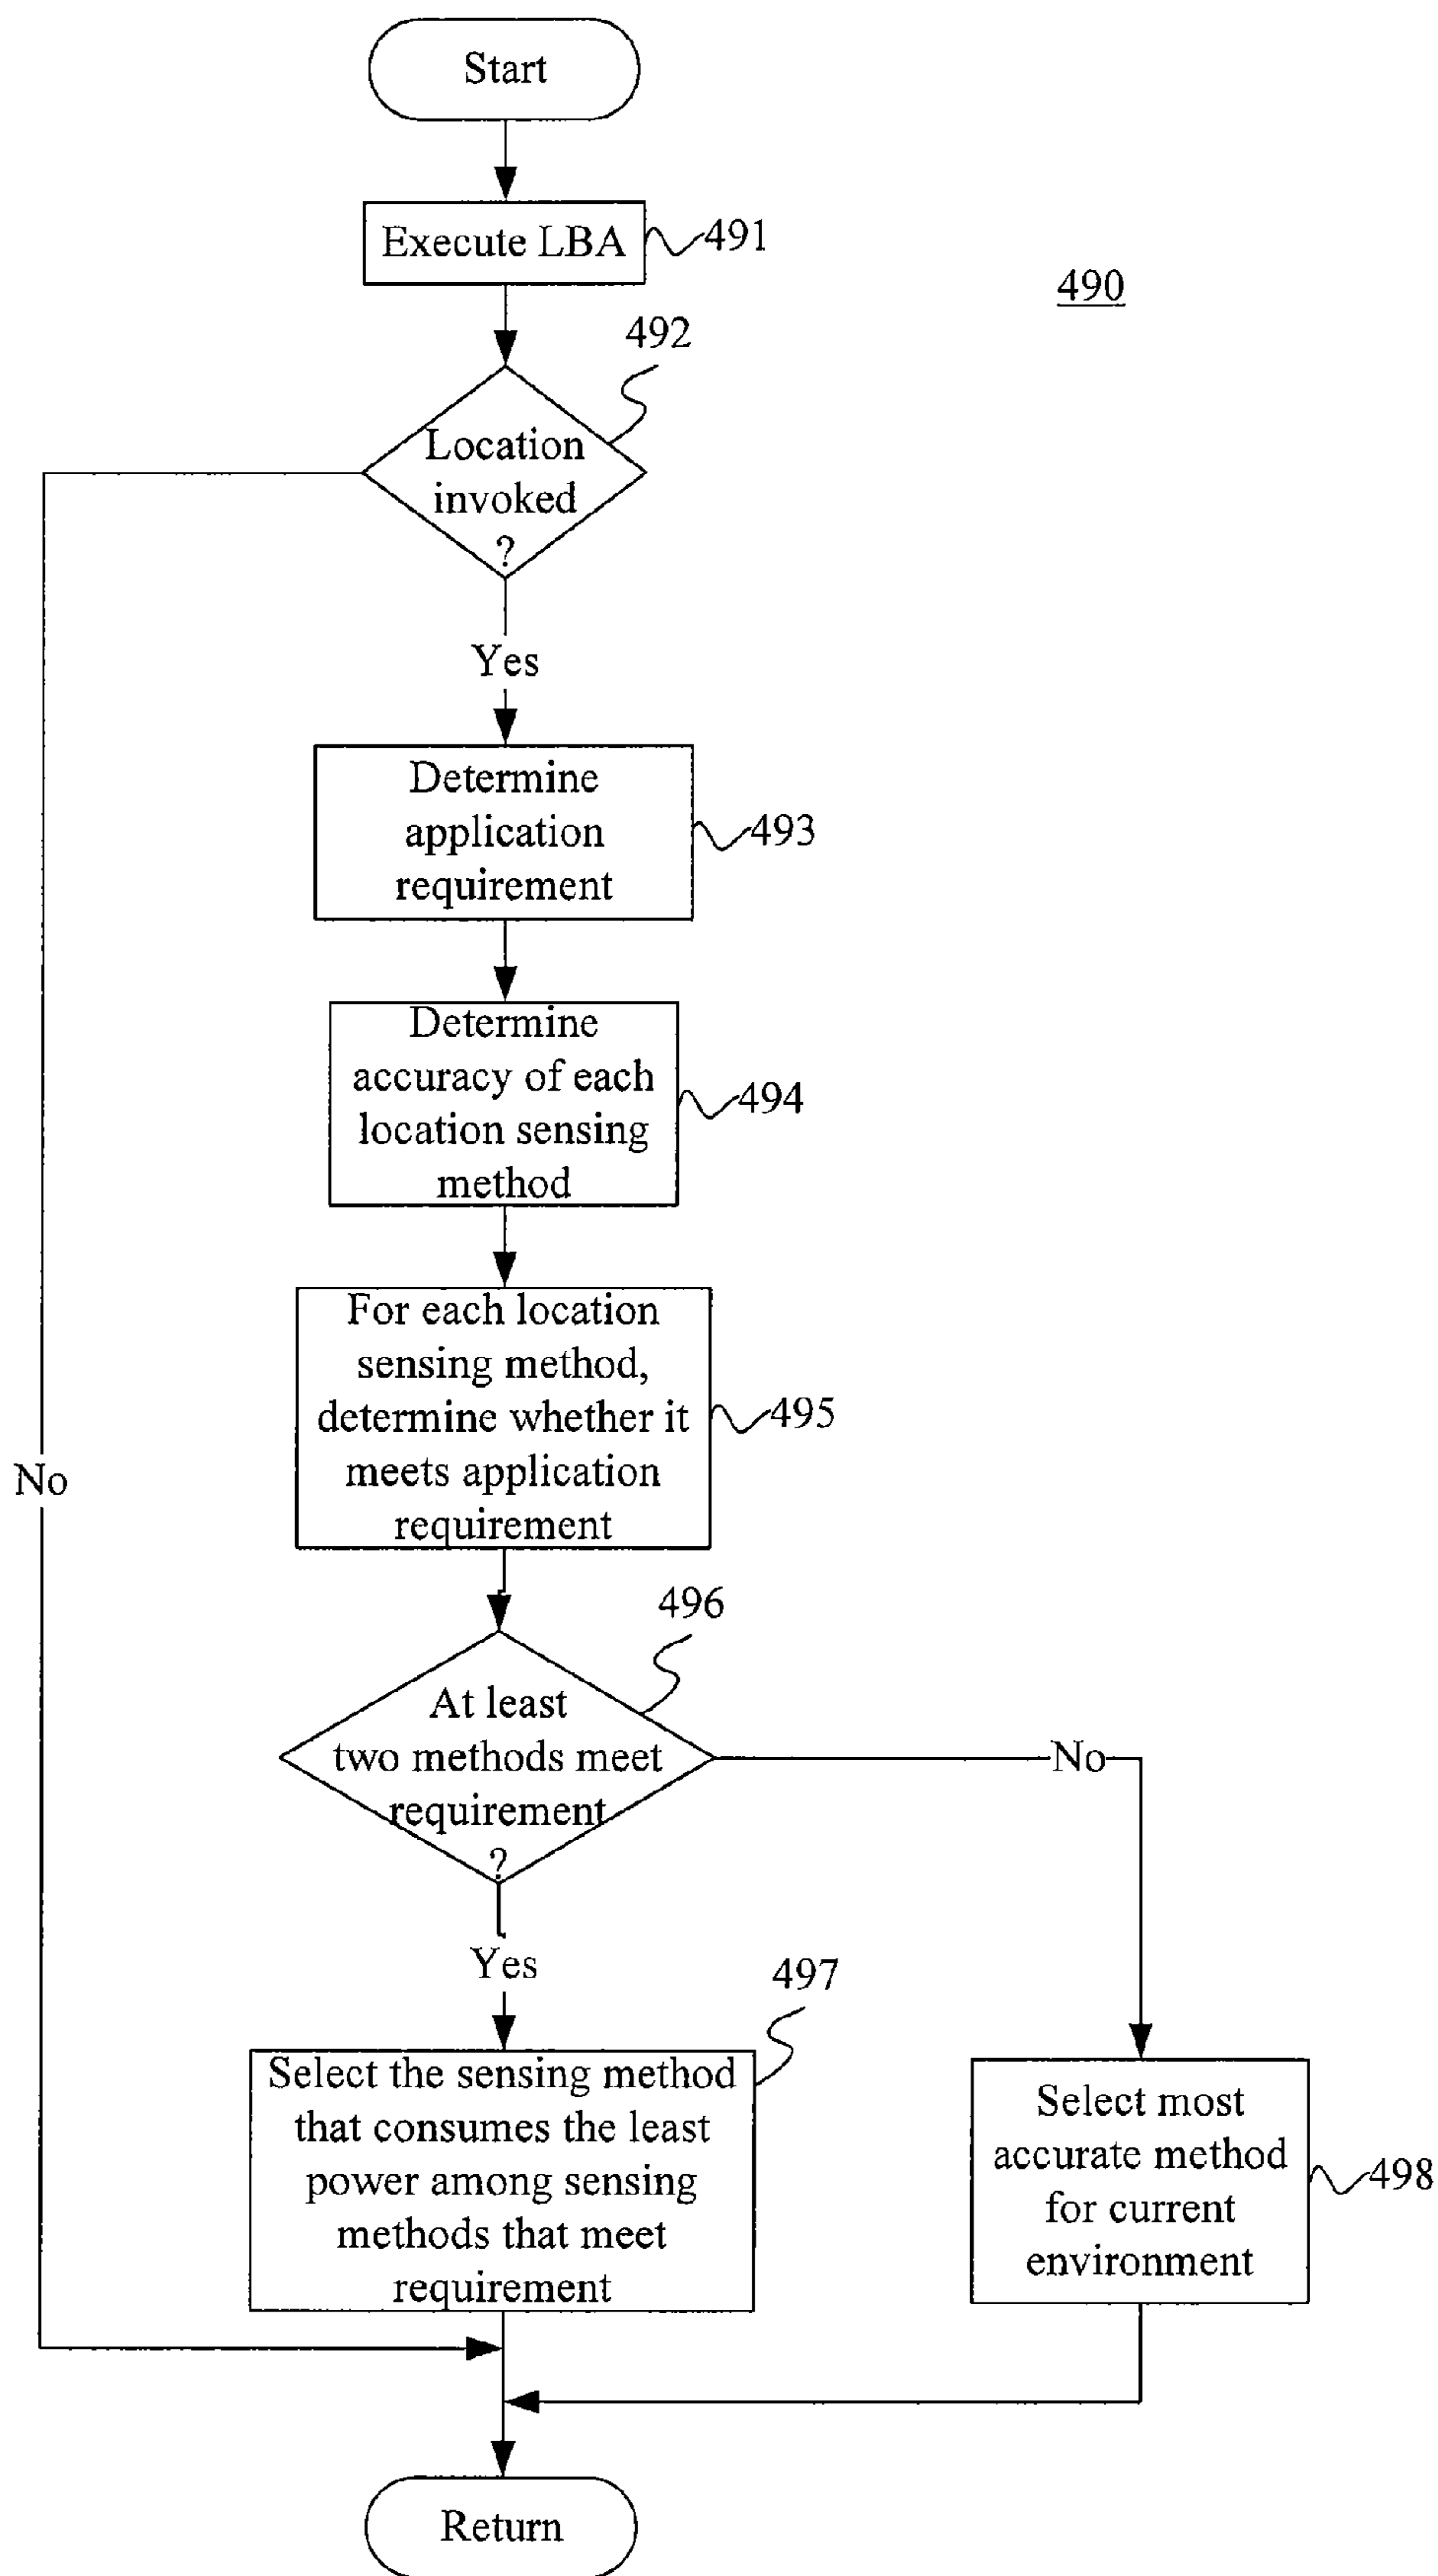 Start
Execute LBA
491
490
492
Location
invoked
?
Yes
Determine
application
requirement
493
Determine
accuracy of each
location sensing
method
494
For each location
sensing method,
determine whether it
meets application
requirement
495
No
496
At least
two methods meet
requirement
?
No
Yes
497
Select the sensing method
that consumes the least
power among sensing
methods that meet
requirement
Select most
accurate method
for current
environment
498
Return